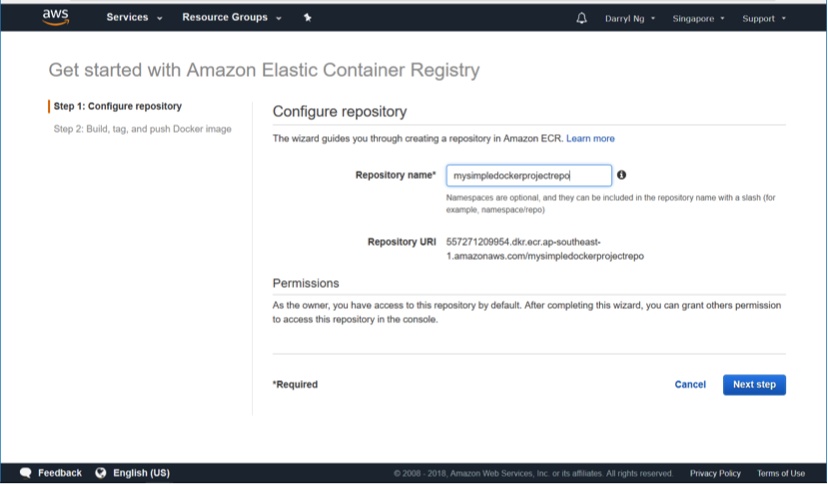 aws Services Resource Groups Darryl Ng Singapore Support
Get started with Amazon Elastic Container Registry
Step 1: Configure repository
Step 2: Build, tag, and push Docker image
Configure repository
The wizard guides you through creating a repository in Amazon ECR. Learn more
Repository name* mysimpledockerprojectrepo
Namespaces are optional, and they can be included in the repository name with a slash (for
example, namespace/repo)
Repository URI 557271209954.dkr.ecr.ap-southeast-
1.amazonaws.com/mysimpledockerprojectrepo
Permissions
As the owner, you have access to this repository by default. After completing this wizard, you can grant others permission
to access this repository in the console.
*Required Cancel Next step
Feedback English (US) © 2008 - 2018, Amazon Web Services, Inc. or its affiliates. All rights reserved. Privacy Policy Terms of Use